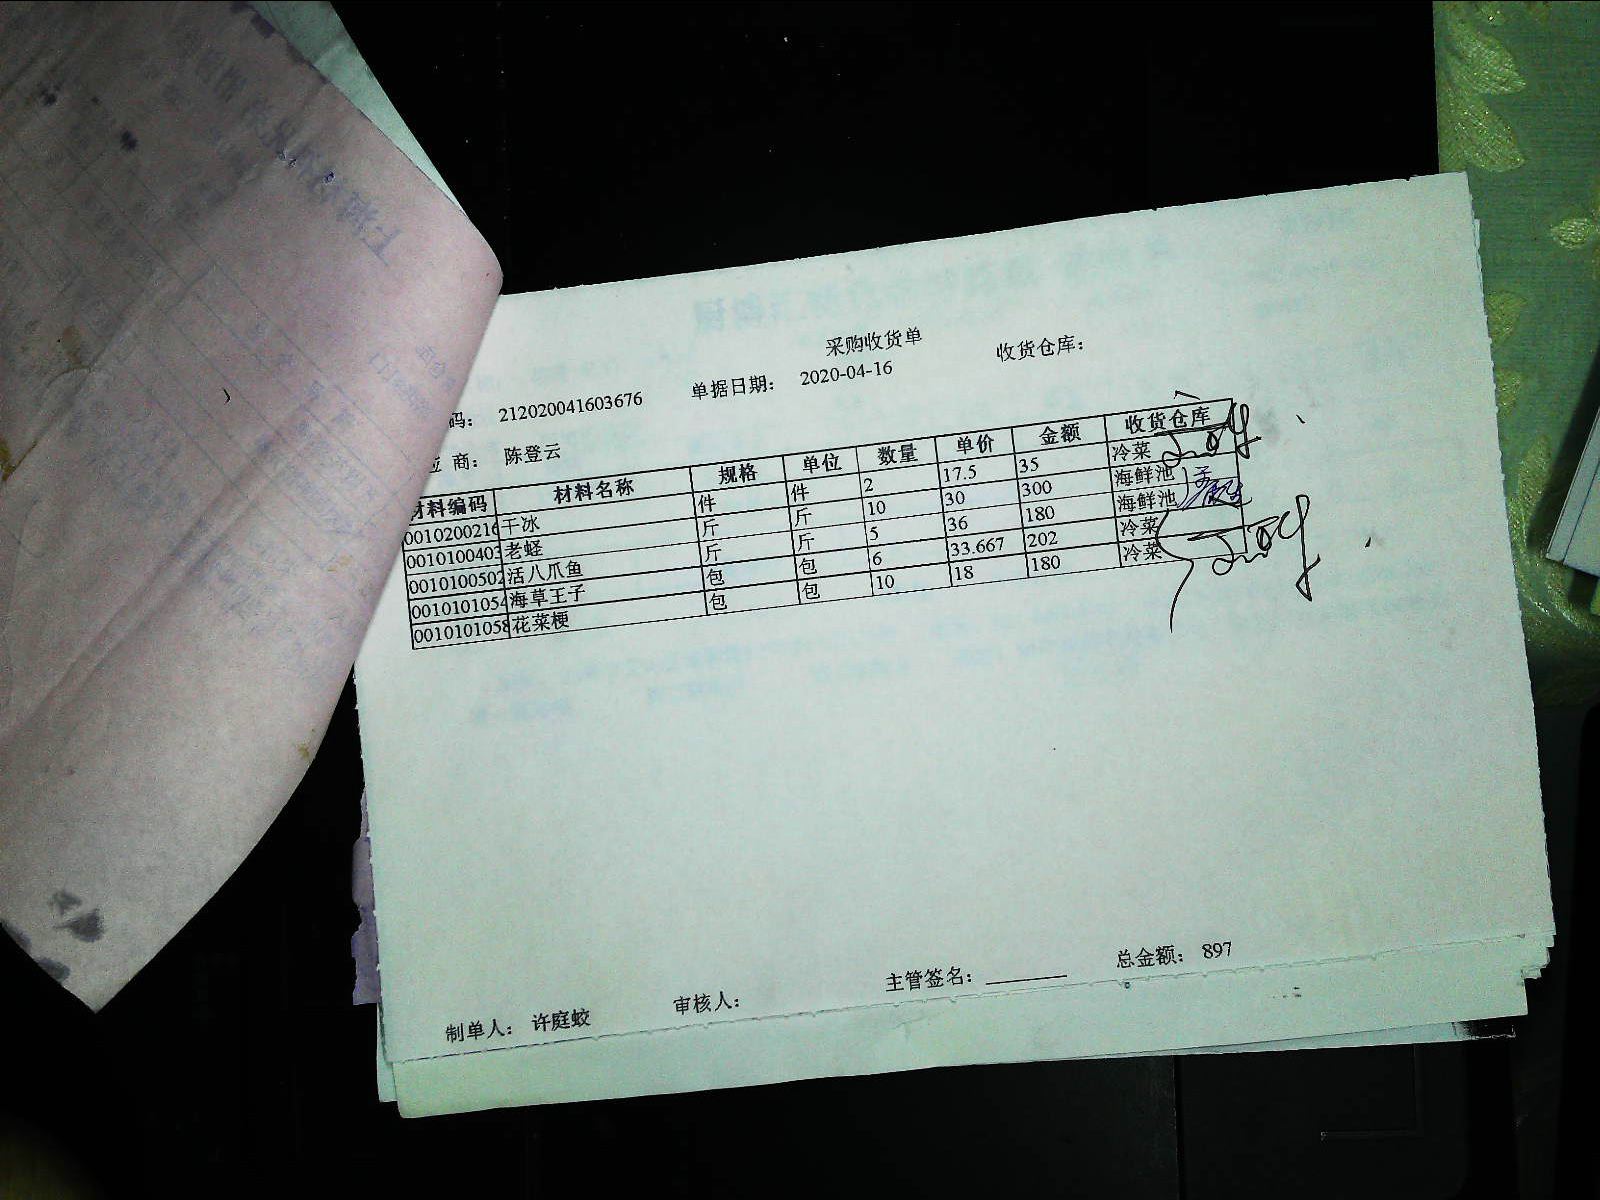 采购收货单
码： 212020041603676 单据日期： 2020-04-16 收货仓库：
应 商： 陈登云
材料编码 材料名称 规格 单位 数量 单价 金额 收货仓库
0010200216 干冰 件 件 2 17.5 35 冷菜
0010100403 老蛏 斤 斤 10 30 300 海鲜池
0010100502 活八爪鱼 斤 斤 5 36 180 海鲜池
0010101054 海草王子 包 包 6 33.667 202 冷菜
0010101058 花菜梗 包 包 10 18 180 冷菜
制单人： 许庭蛟 审核人： 主管签名： 总金额： 897